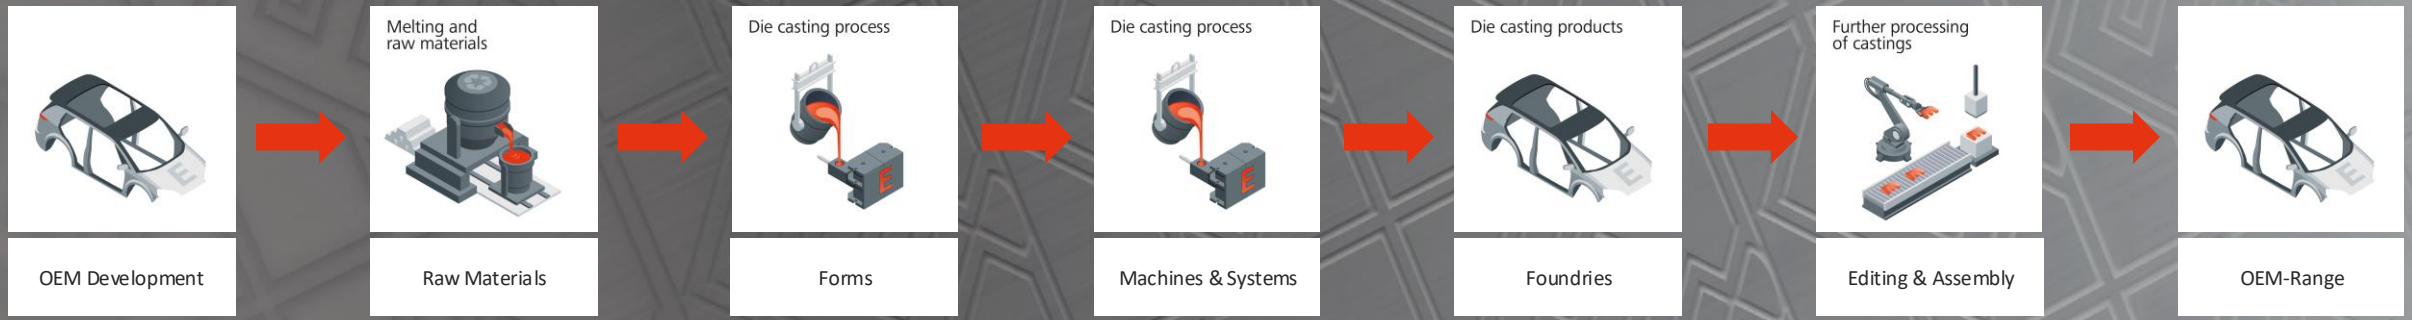 Melting and
raw materials
Die casting process
Die casting process
Die casting products
Further processing
of castings
E
E
E
E
OEM Development
Raw Materials
Forms
Machines & Systems
Foundries
Editing & Assembly
OEM-Range